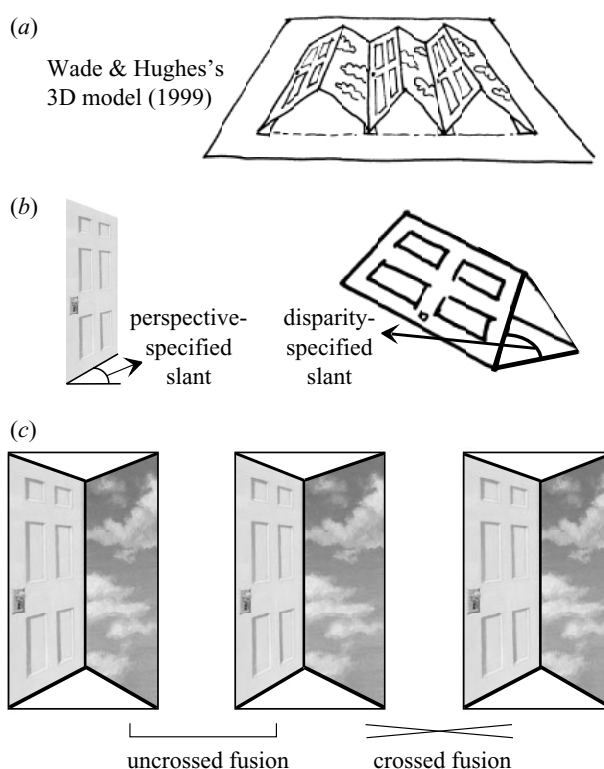 (a)
Wade & Hughes's
3D model (1999)
(b)
perspective-
specified
slant
disparity-
specified
slant
(c)
uncrossed fusion
crossed fusion